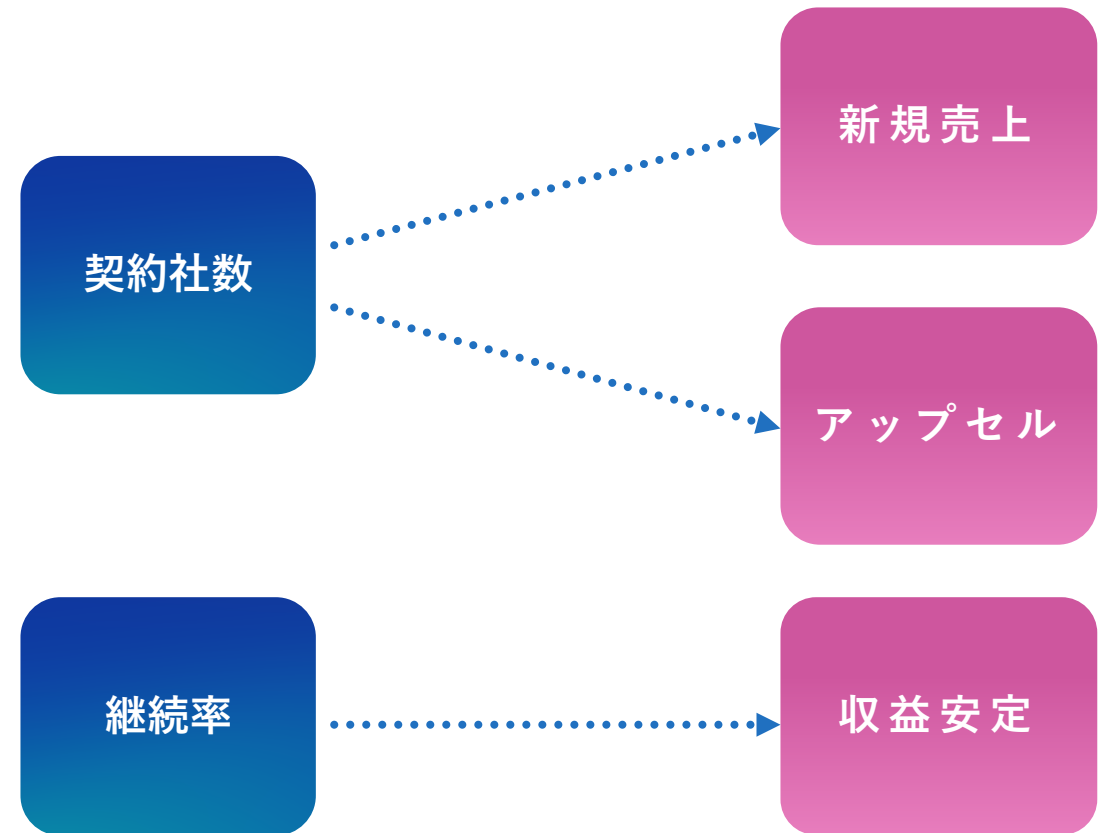 新規売上
契約社数
アップセル
継続率
収益安定